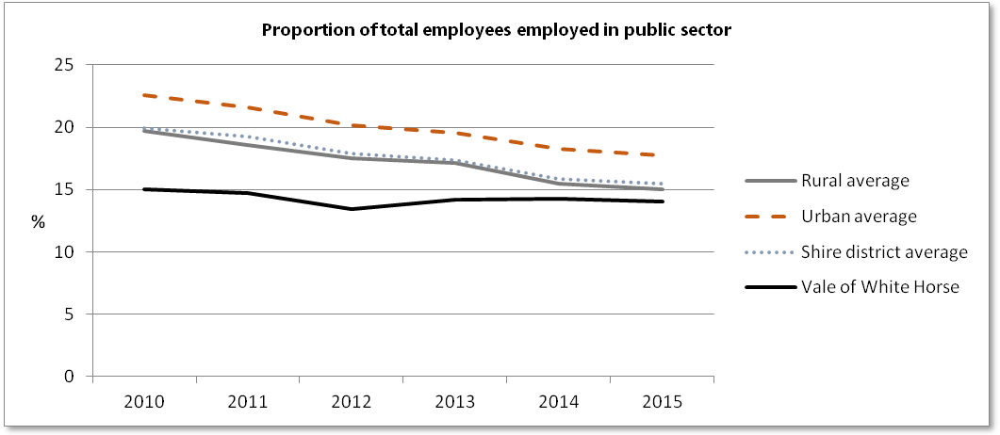 Proportion of total employees employed in public sector
25
20
15
10
5
0
%
2010 2011 2012 2013 2014 2015
Rural average
Urban average
Shire district average
Vale of White Horse